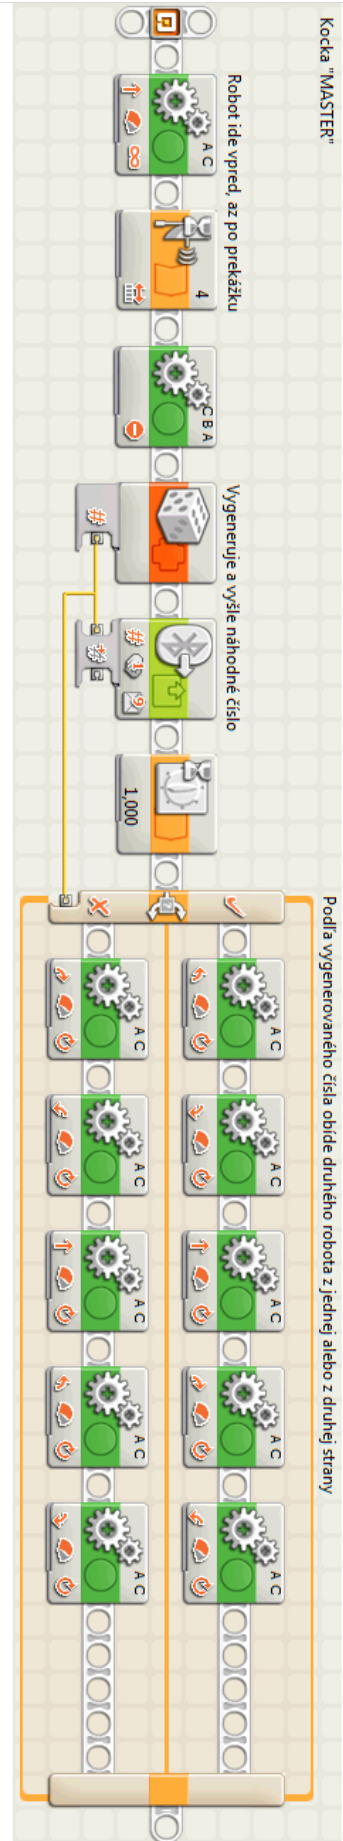 Kocka "MASTER"
Robot ide vpred, az po prekážku
A C
4
C B A
Vygeneruje a vyšle náhodné číslo
#
#
1
9
#
1,000
Podľa vygenerovaného čísla obíde druhého robota z jednej alebo z druhej strany
A C
A C
A C
A C
A C
A C
A C
A C
A C
A C